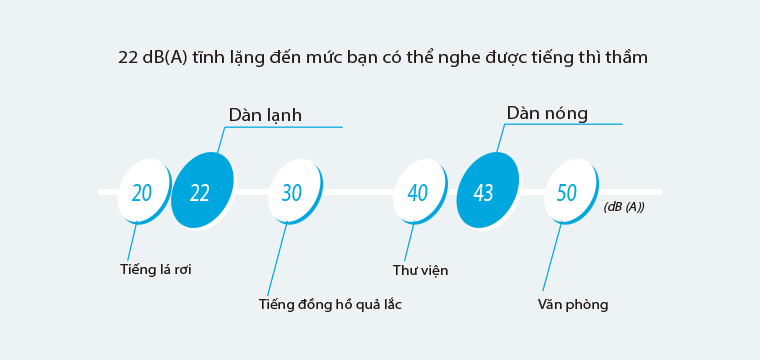 22 dB(A) tĩnh lặng đến mức bạn có thể nghe được tiếng thì thầm
Dàn lạnh
Dàn nóng
20
22
30
40
43
50
(dB (A))
Tiếng lá rơi
Tiếng đồng hồ quả lắc
Thư viện
Văn phòng